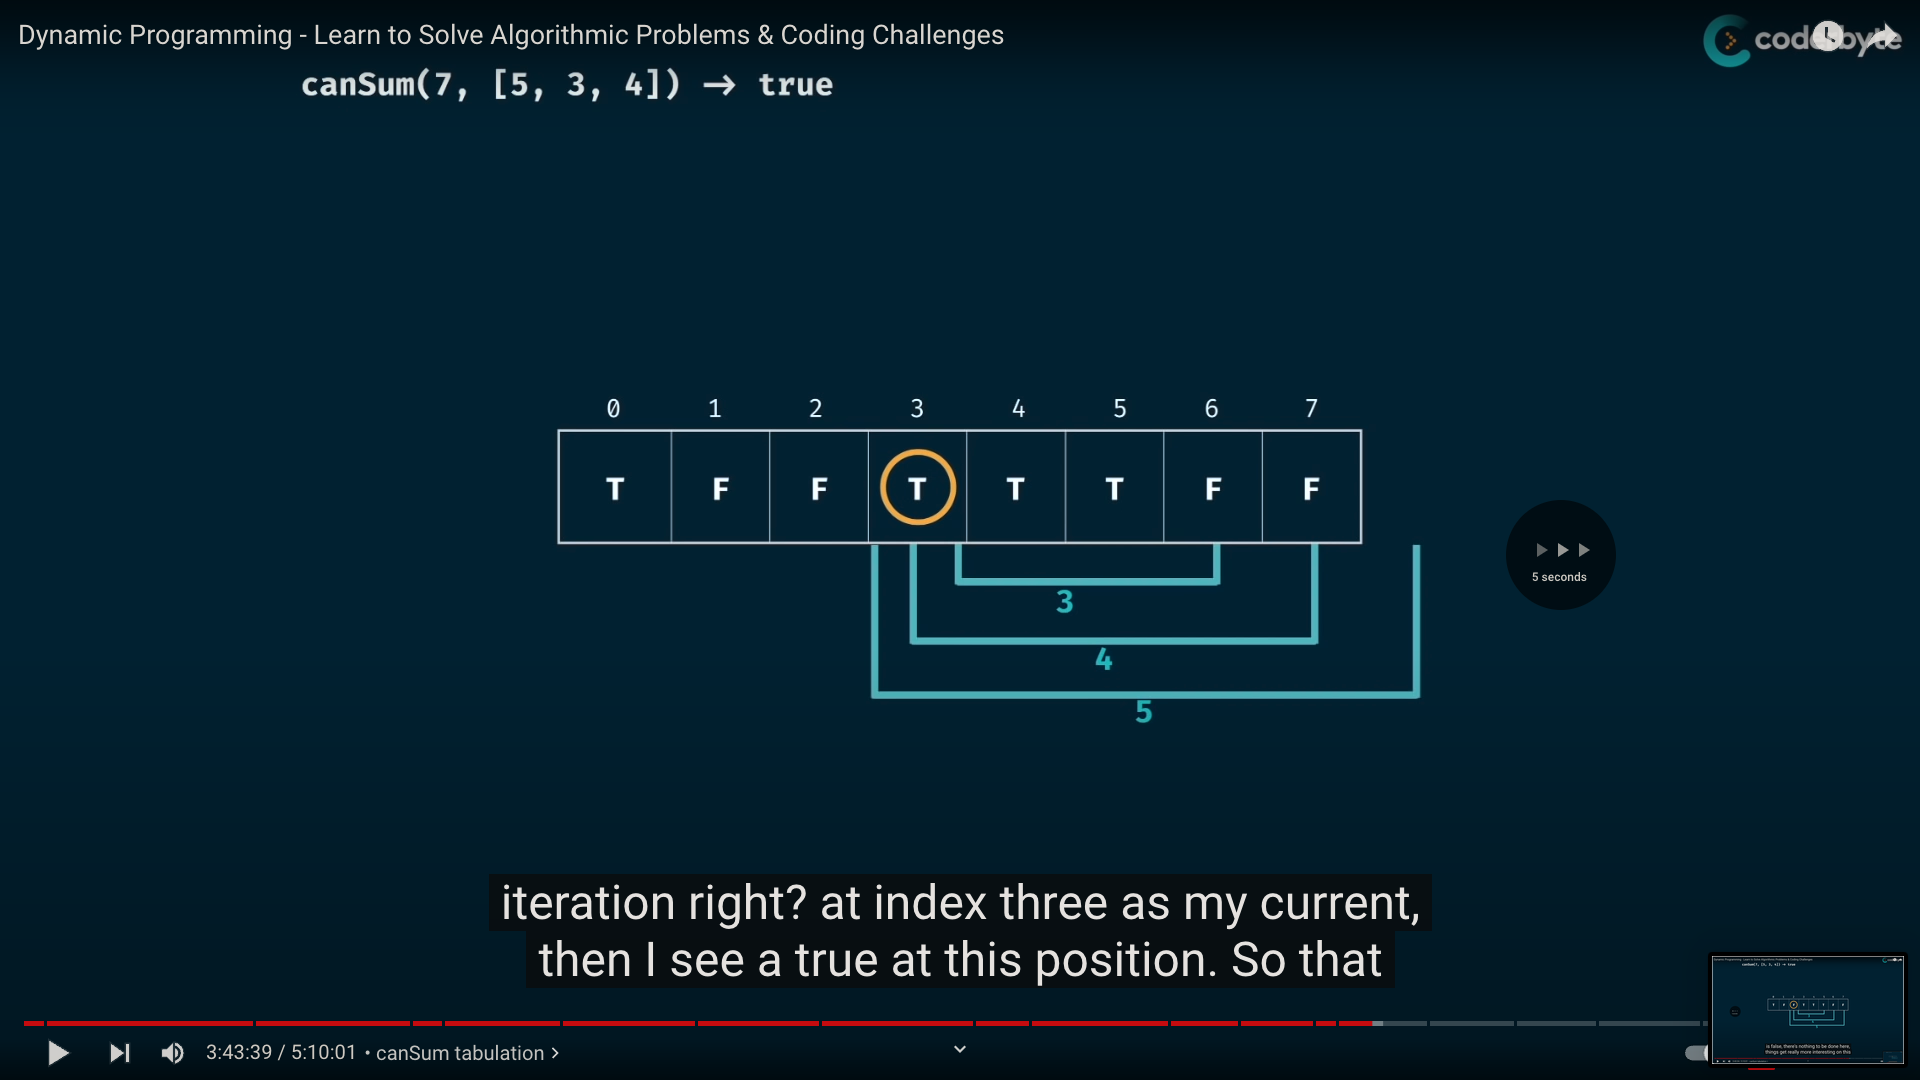 Dynamic Programming - Learn to Solve Algorithmic Problems & Coding Challenges
coderbyte
canSum(7, [5, 3, 4]) → true
0 1 2 3 4 5 6 7
T F F T T T F F
5 seconds
3
4
5
iteration right? at index three as my current,
then I see a true at this position. So that
3:43:39 / 5:10:01 • canSum tabulation >